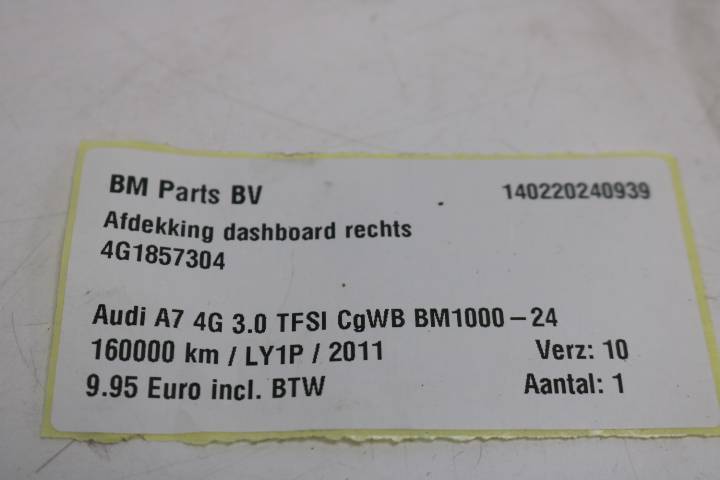 BM Parts BV 140220240939
Afdekking dashboard rechts
4G1857304
Audi A7 4G 3.0 TFSI CgWB BM1000-24
160000 km / LY1P / 2011 Verz: 10
9.95 Euro incl. BTW Aantal: 1